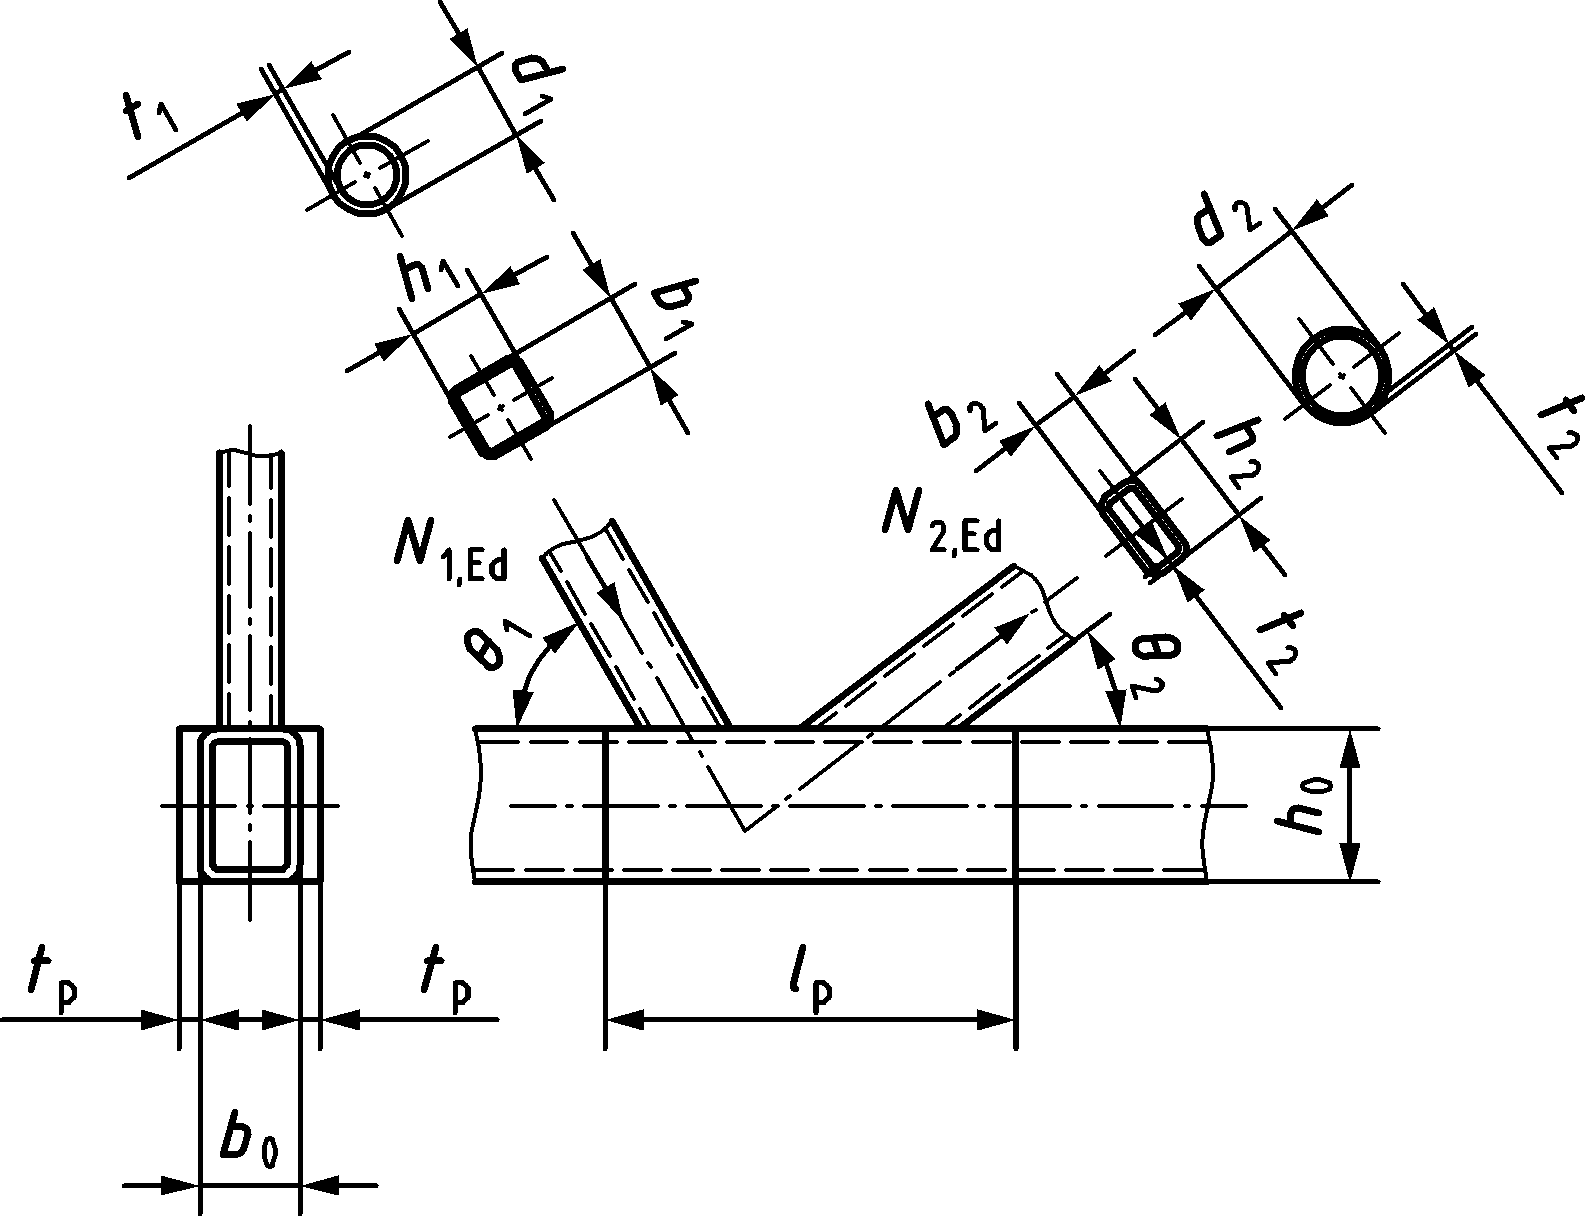 t1
d1
h1
b1
d2
t2
b2
h2
t2
N1,Ed
N2,Ed
θ1
θ2
h0
tp
tp
lp
b0